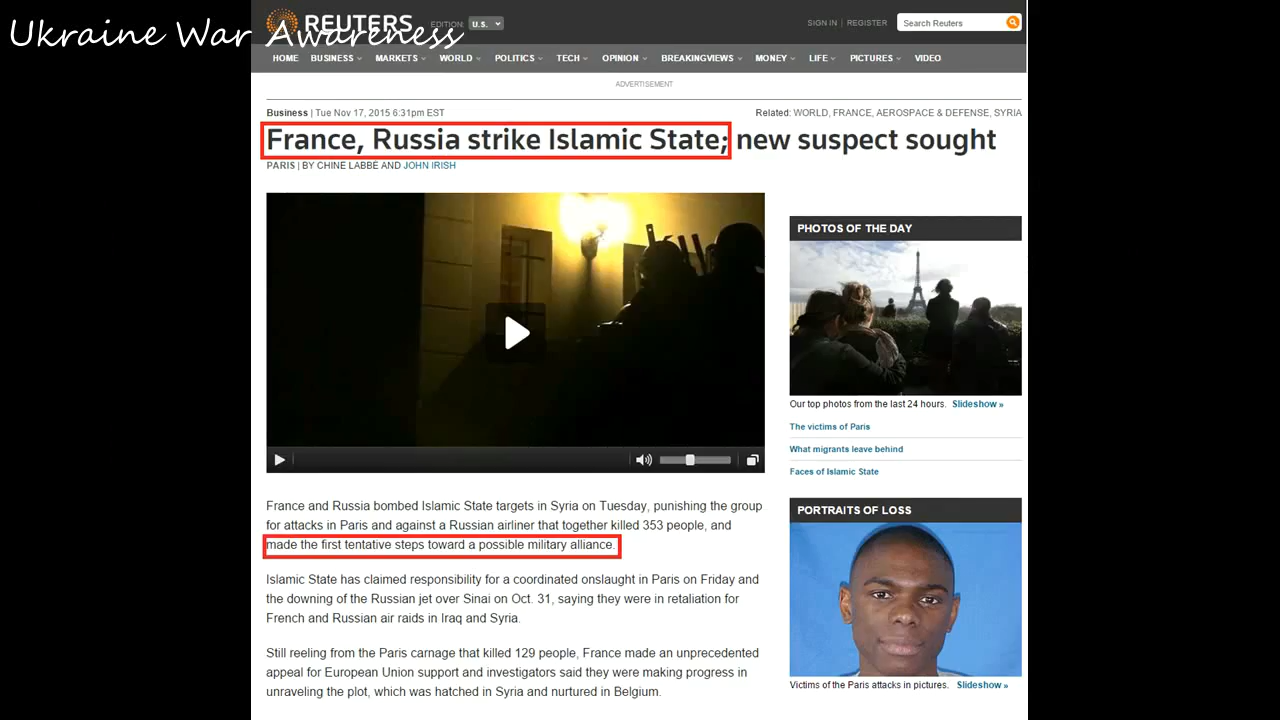 Ukraine War Awareness
REUTERS
EDITION: U.S.
SIGN IN | REGISTER
Search Reuters
HOME BUSINESS MARKETS WORLD POLITICS TECH OPINION BREAKINGVIEWS MONEY LIFE PICTURES VIDEO
ADVERTISEMENT
Business | Tue Nov 17, 2015 6:31pm EST
Related: WORLD, FRANCE, AEROSPACE & DEFENSE, SYRIA
France, Russia strike Islamic State; new suspect sought
PARIS | BY CHINE LABBÉ AND JOHN IRISH
France and Russia bombed Islamic State targets in Syria on Tuesday, punishing the group
for attacks in Paris and against a Russian airliner that together killed 353 people, and
made the first tentative steps toward a possible military alliance.
Islamic State has claimed responsibility for a coordinated onslaught in Paris on Friday and
the downing of the Russian jet over Sinai on Oct. 31, saying they were in retaliation for
French and Russian air raids in Iraq and Syria.
Still reeling from the Paris carnage that killed 129 people, France made an unprecedented
appeal for European Union support and investigators said they were making progress in
unraveling the plot, which was hatched in Syria and nurtured in Belgium.
PHOTOS OF THE DAY
Our top photos from the last 24 hours. Slideshow »
The victims of Paris
What migrants leave behind
Faces of Islamic State
PORTRAITS OF LOSS
Victims of the Paris attacks in pictures. Slideshow »